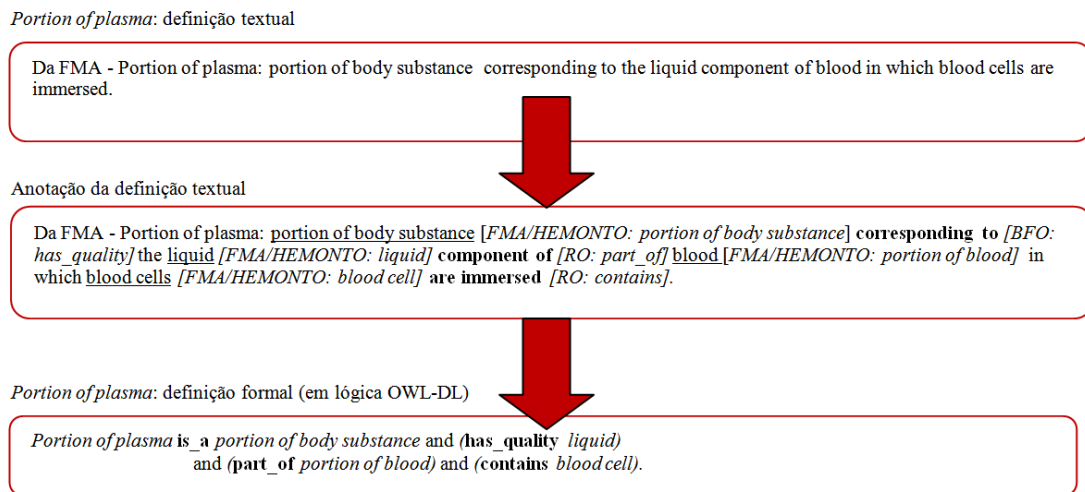 Portion of plasma: definição textual
Da FMA - Portion of plasma: portion of body substance corresponding to the liquid component of blood in which blood cells are
immersed.
Anotação da definição textual
Da FMA - Portion of plasma: portion of body substance [FMA/HEMONTO: portion of body substance] corresponding to [BFO:
has_quality] the liquid [FMA/HEMONTO: liquid] component of [RO: part_of] blood [FMA/HEMONTO: portion of blood] in
which blood cells [FMA/HEMONTO: blood cell] are immersed [RO: contains].
Portion of plasma: definição formal (em lógica OWL-DL)
Portion of plasma is_a portion of body substance and (has_quality liquid)
and (part_of portion of blood) and (contains blood cell).